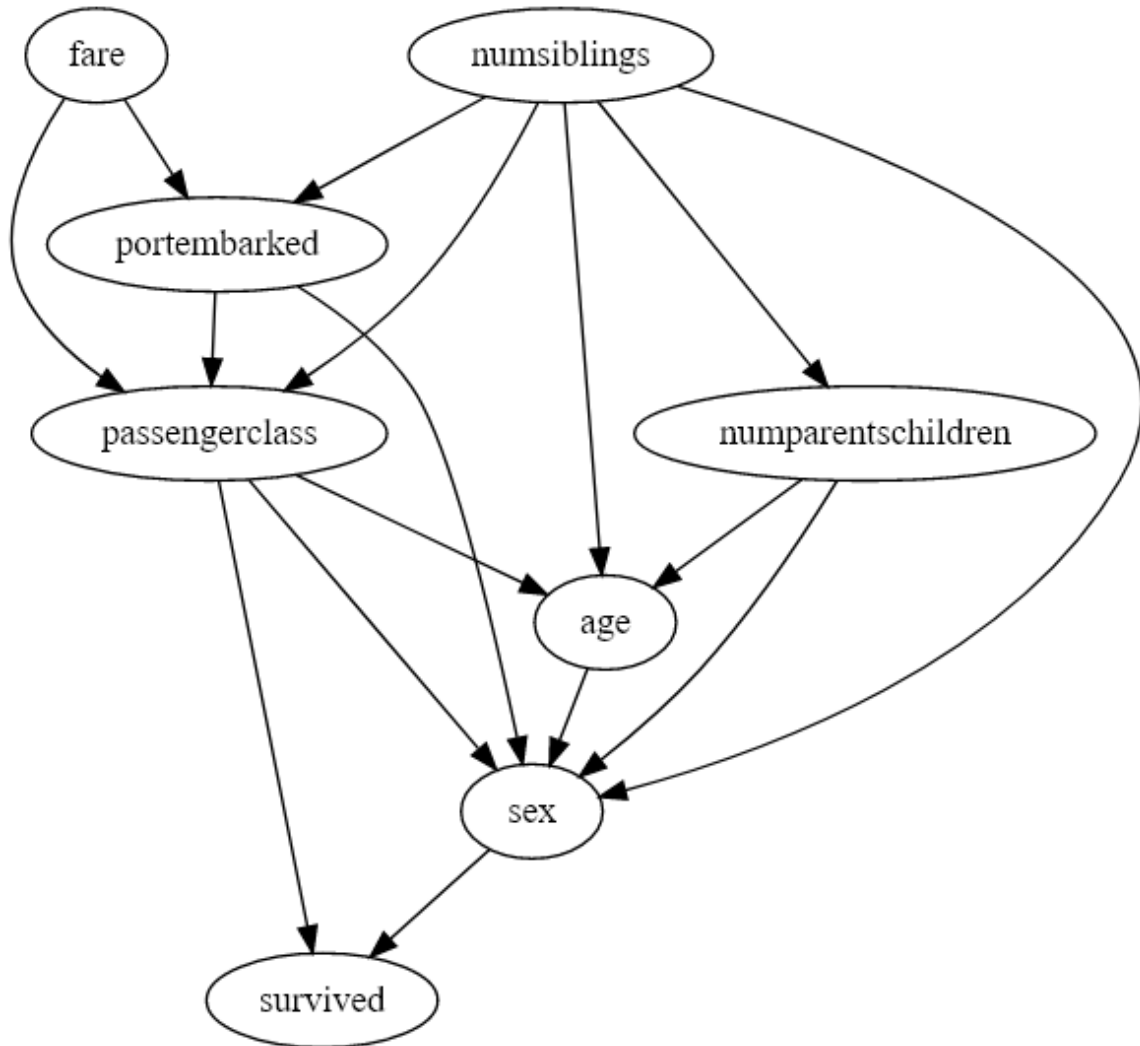 fare
numsiblings
portembarked
passengerclass
numparentschildren
age
sex
survived